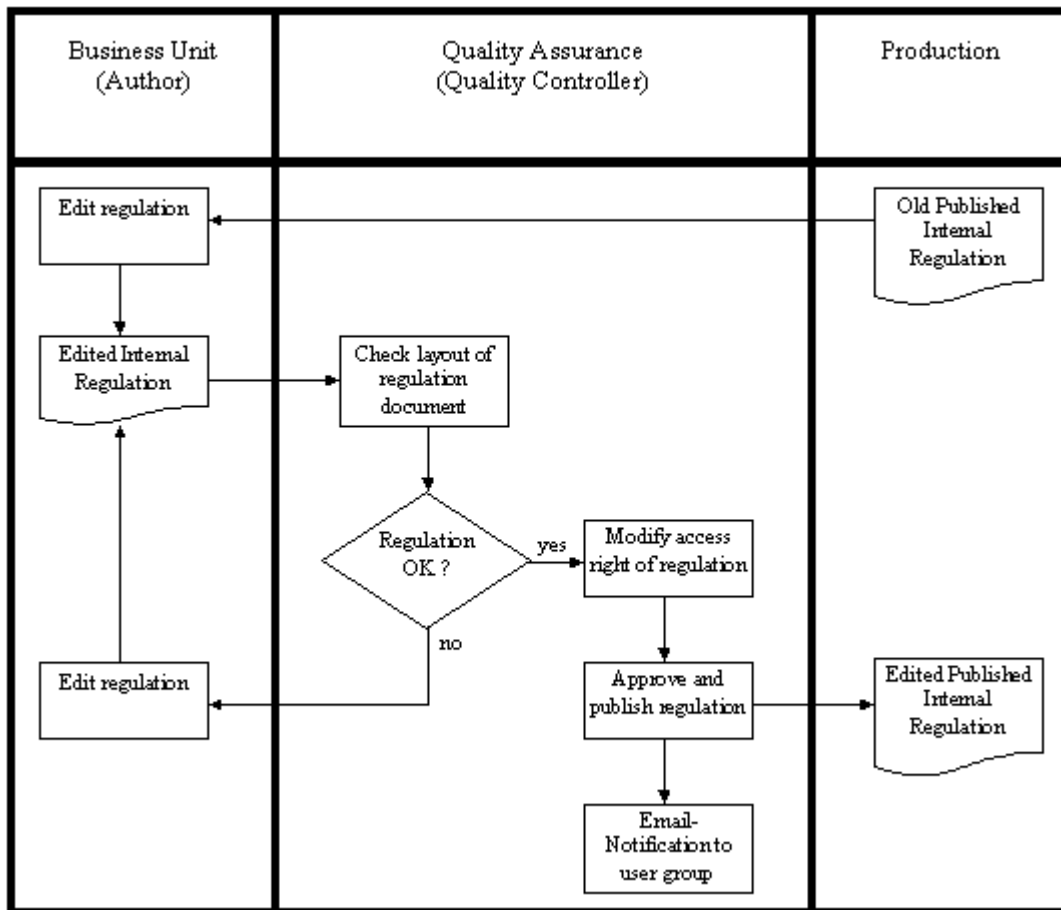 Business Unit
(Author)
Quality Assurance
(Quality Controller)
Production
Edit regulation
Old Published
Internal
Regulation
Edited Internal
Regulation
Check layout of
regulation
document
Regulation
OK ?
yes
no
Modify access
right of regulation
Edit regulation
Approve and
publish regulation
Edited Published
Internal
Regulation
Email-
Notification to
user group